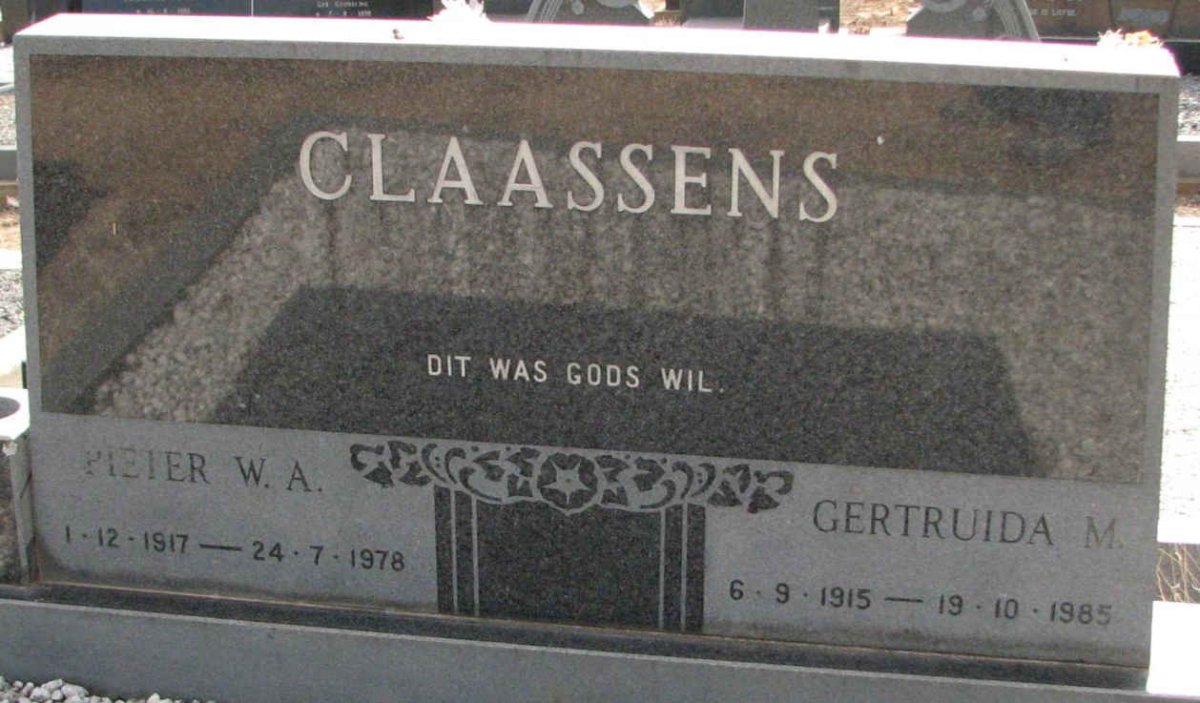 CLAASSENS
DIT WAS GODS WIL.
PIETER W. A.
1 · 12 · 1917 — 24 · 7 · 1978
GERTRUIDA M.
6 · 9 · 1915 — 19 · 10 · 1985